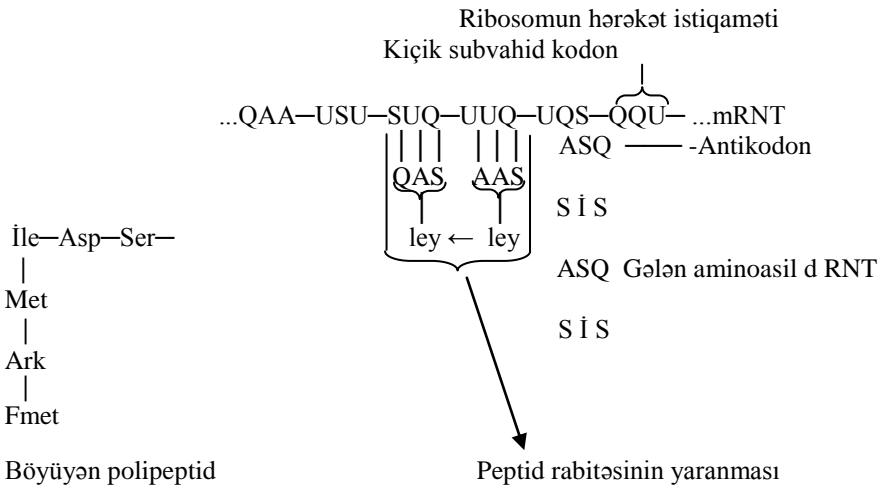 Ribosomun hərəkət istiqaməti
Kiçik subvahid kodon
...QAA—USU—SUQ—UUQ—UQS—QQU— ...mRNT
ASQ —— -Antikodon
QAS AAS
S İ S
İle—Asp—Ser—
ley ← ley
ASQ Gələn aminoasil d RNT
Met
S İ S
Ark
Fmet
Böyüyən polipeptid
Peptid rabitəsinin yaranması